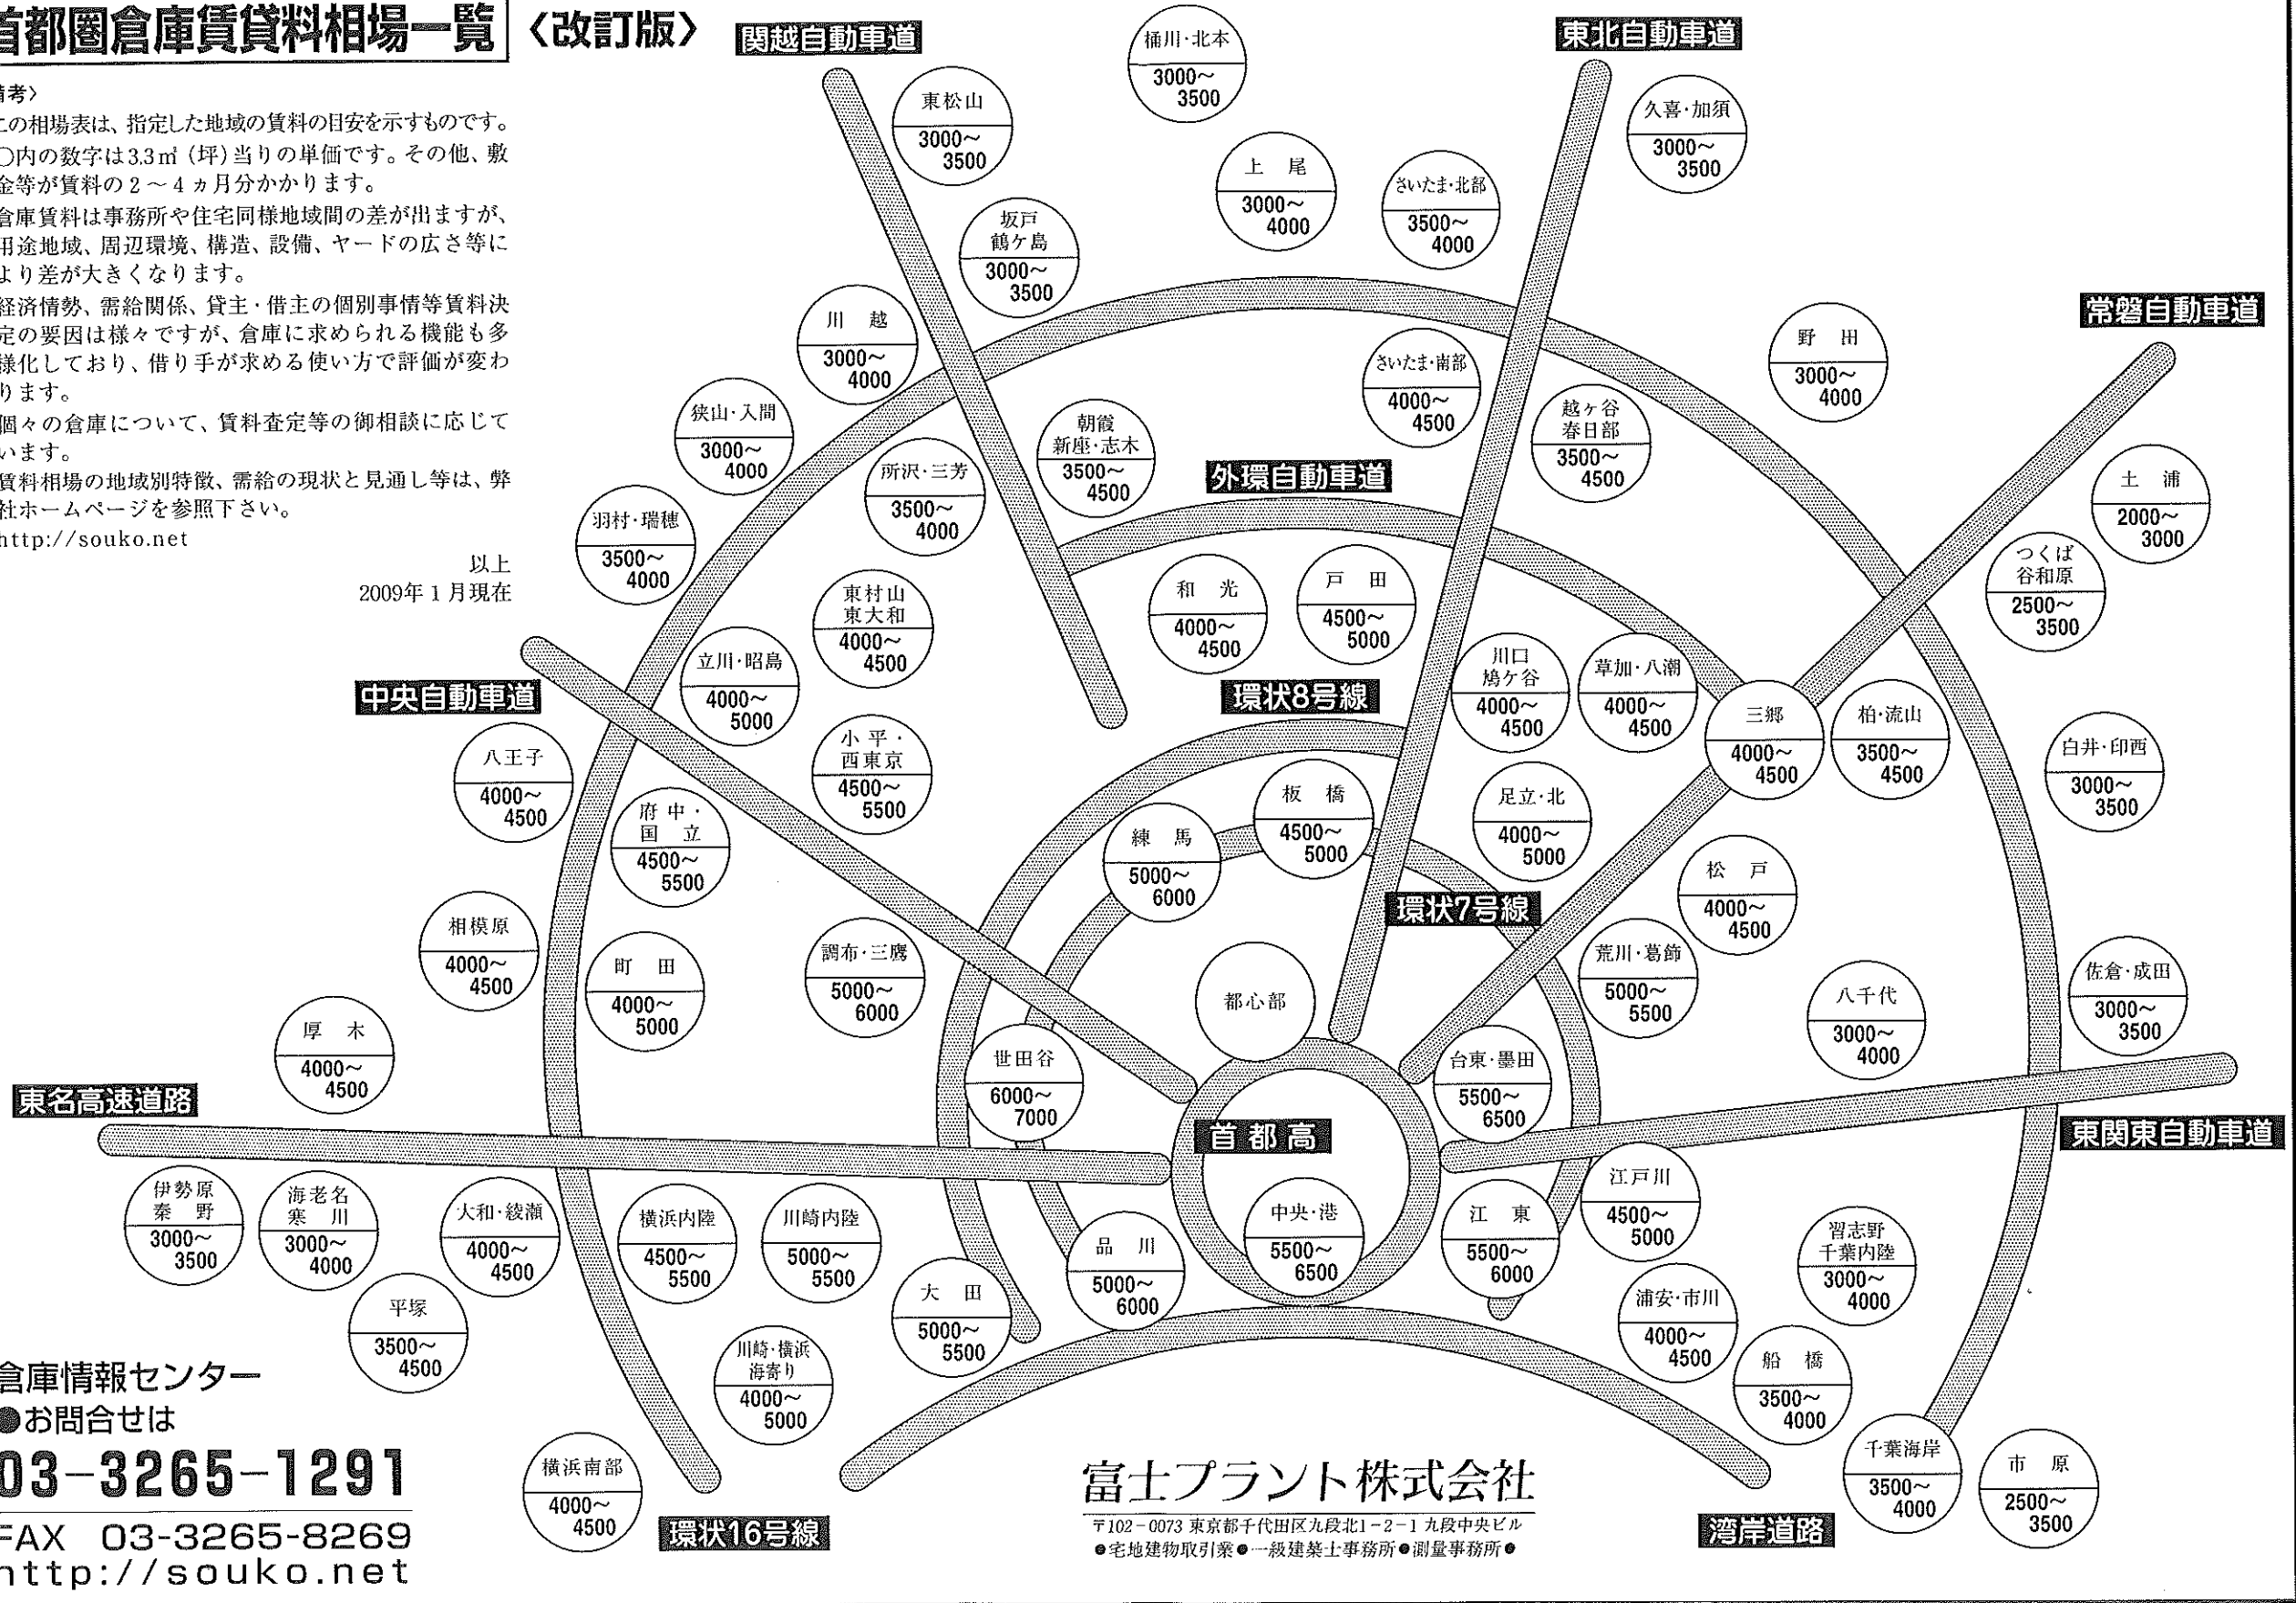 首都圏倉庫賃貸料相場一覧
〈改訂版〉
備考〉
この相場表は、指定した地域の賃料の目安を示すものです。
〇内の数字は3.3㎡（坪）当りの単価です。その他、敷
金等が賃料の２～４ヵ月分かかります。
倉庫賃料は事務所や住宅同様地域間の差が出ますが、
用途地域、周辺環境、構造、設備、ヤードの広さ等に
より差が大きくなります。
経済情勢、需給関係、貸主・借主の個別事情等賃料決
定の要因は様々ですが、倉庫に求められる機能も多
様化しており、借り手が求める使い方で評価が変わ
ります。
個々の倉庫について、賃料査定等の御相談に応じて
います。
賃料相場の地域別特徴、需給の現状と見通し等は、弊
社ホームページを参照下さい。
http://souko.net
以上
2009年１月現在
関越自動車道
東北自動車道
常磐自動車道
外環自動車道
環状8号線
中央自動車道
環状7号線
東名高速道路
首都高
東関東自動車道
環状16号線
湾岸道路
桶川・北本
3000～
3500
東松山
3000～
3500
久喜・加須
3000～
3500
上 尾
3000～
4000
さいたま・北部
3500～
4000
坂戸
鶴ケ島
3000～
3500
川 越
3000～
4000
さいたま・南部
4000～
4500
野 田
3000～
4000
狭山・入間
3000～
4000
朝霞
新座・志木
3500～
4500
越ヶ谷
春日部
3500～
4500
所沢・三芳
3500～
4000
土 浦
2000～
3000
羽村・瑞穂
3500～
4000
つくば
谷和原
2500～
3500
東村山
東大和
4000～
4500
和 光
4000～
4500
戸 田
4500～
5000
立川・昭島
4000～
5000
川口
鳩ケ谷
4000～
4500
草加・八潮
4000～
4500
三郷
4000～
4500
柏・流山
3500～
4500
白井・印西
3000～
3500
八王子
4000～
4500
小 平・
西東京
4500～
5500
府 中・
国 立
4500～
5500
板 橋
4500～
5000
足立・北
4000～
5000
練 馬
5000～
6000
松 戸
4000～
4500
相模原
4000～
4500
町 田
4000～
5000
調布・三鷹
5000～
6000
都心部
荒川・葛飾
5000～
5500
八千代
3000～
4000
佐倉・成田
3000～
3500
厚 木
4000～
4500
世田谷
6000～
7000
台東・墨田
5500～
6500
伊勢原
秦 野
3000～
3500
海老名
寒 川
3000～
4000
大和・綾瀬
4000～
4500
横浜内陸
4500～
5500
川崎内陸
5000～
5500
品 川
5000～
6000
中央・港
5500～
6500
江 東
5500～
6000
江戸川
4500～
5000
習志野
千葉内陸
3000～
4000
平塚
3500～
4500
大 田
5000～
5500
浦安・市川
4000～
4500
川崎・横浜
海寄り
4000～
5000
船 橋
3500～
4000
横浜南部
4000～
4500
千葉海岸
3500～
4000
市 原
2500～
3500
倉庫情報センター
●お問合せは
03-3265-1291
FAX 03-3265-8269
http://souko.net
富士プラント株式会社
〒102-0073 東京都千代田区九段北1-2-1 九段中央ビル
●宅地建物取引業●一級建築士事務所●測量事務所●